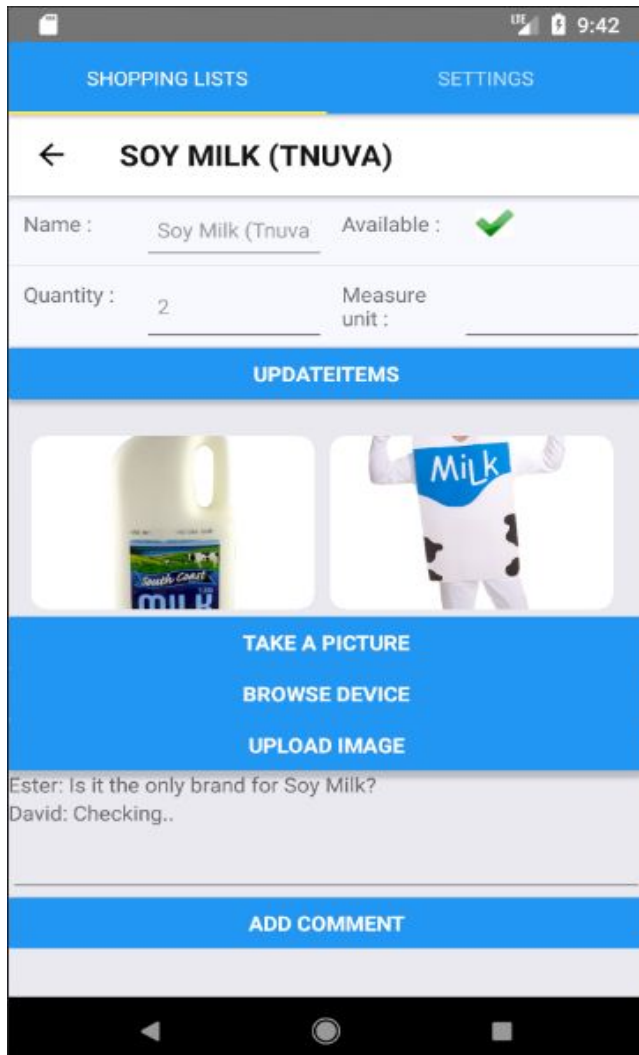 LTE 9:42
SHOPPING LISTS SETTINGS
SOY MILK (TNUVA)
Name : Soy Milk (Tnuva Available :
Quantity : 2 Measure
unit :
UPDATEITEMS
South Coast
MILK
MiLk
TAKE A PICTURE
BROWSE DEVICE
UPLOAD IMAGE
Ester: Is it the only brand for Soy Milk?
David: Checking..
ADD COMMENT